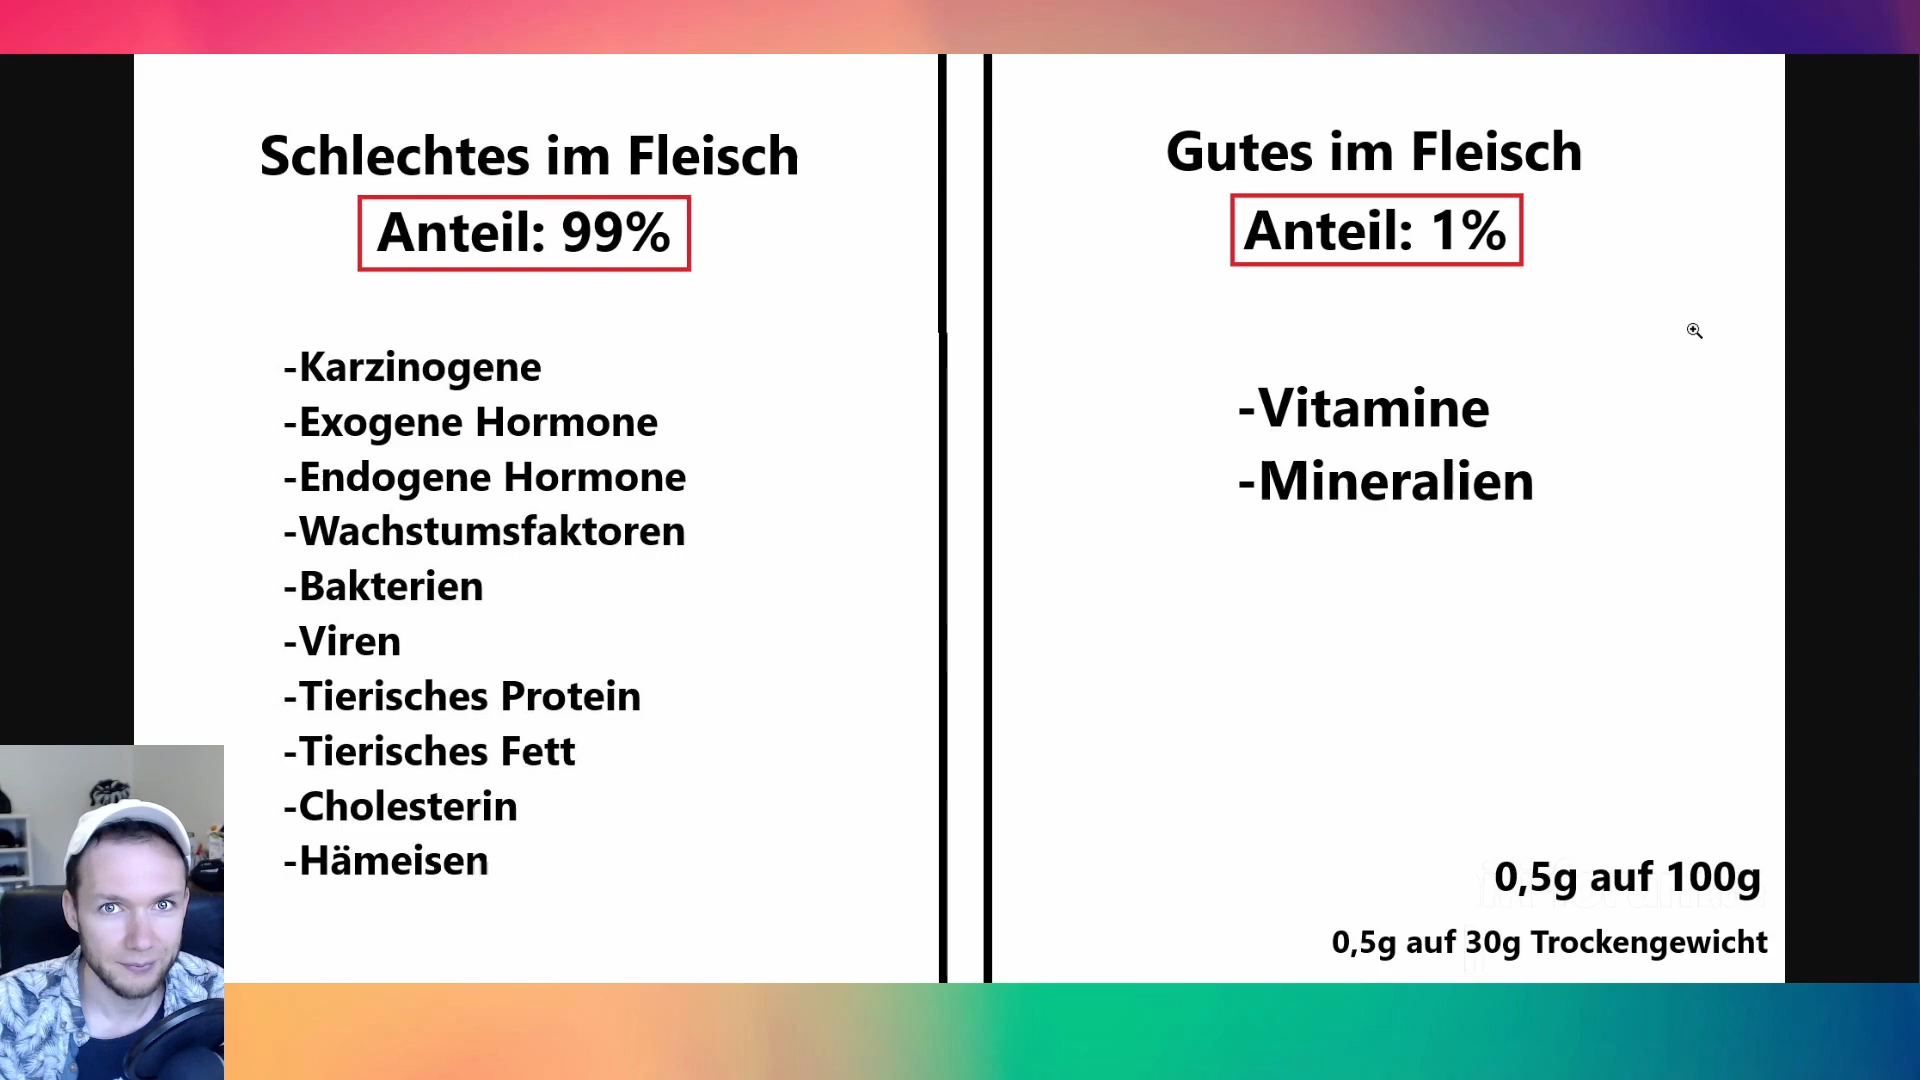 Schlechtes im Fleisch
Anteil: 99%
-Karzinogene
-Exogene Hormone
-Endogene Hormone
-Wachstumsfaktoren
-Bakterien
-Viren
-Tierisches Protein
-Tierisches Fett
-Cholesterin
-Hämeisen
Gutes im Fleisch
Anteil: 1%
-Vitamine
-Mineralien
0,5g auf 100g
0,5g auf 30g Trockengewicht